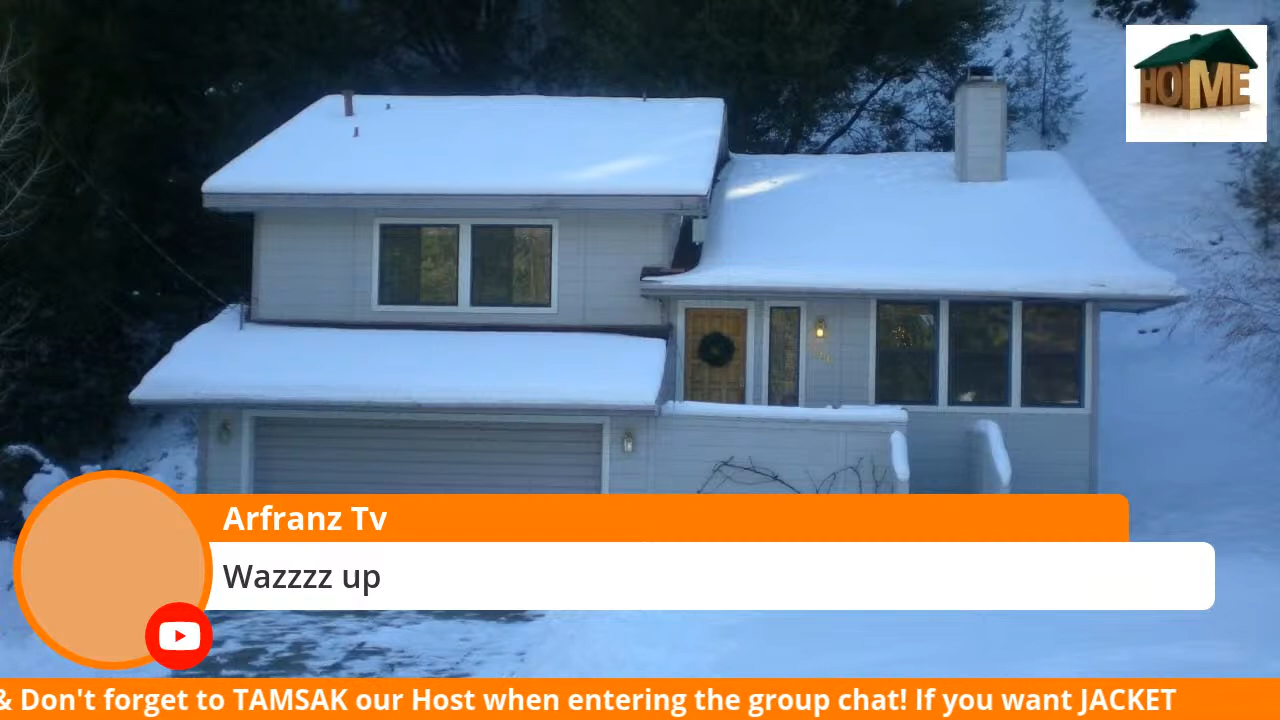 HOME
Arfranz Tv
Wazzzz up
& Don't forget to TAMSAK our Host when entering the group chat! If you want JACKET